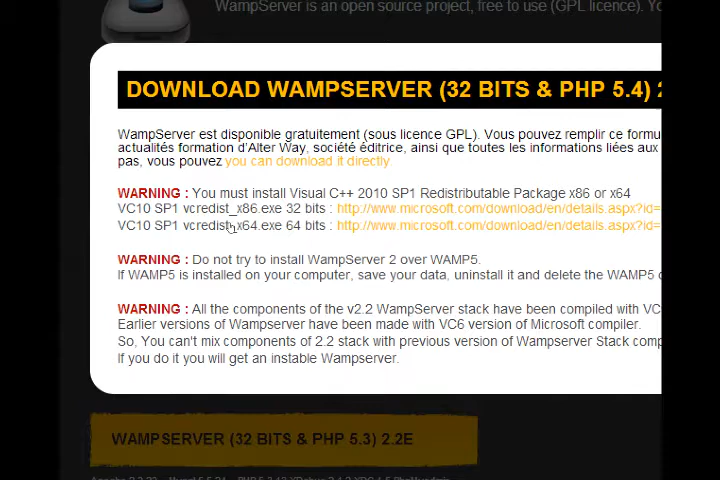 WampServer is an open source project, free to use (GPL licence). Yo
DOWNLOAD WAMPSERVER (32 BITS & PHP 5.4) 2
WampServer est disponible gratuitement (sous licence GPL). Vous pouvez remplir ce formu
actualités formation d'Alter Way, société éditrice, ainsi que toutes les informations liées aux
pas, vous pouvez you can download it directly
WARNING : You must install Visual C++ 2010 SP1 Redistributable Package x86 or x64
VC10 SP1 vcredist_x86.exe 32 bits : http://www.microsoft.com/download/en/details.aspx?id=
VC10 SP1 vcredist_x64.exe 64 bits : http://www.microsoft.com/download/en/details.aspx?id=
WARNING : Do not try to install WampServer 2 over WAMP5.
If WAMP5 is installed on your computer, save your data, uninstall it and delete the WAMP5
WARNING : All the components of the v2.2 WampServer stack have been compiled with VC
Earlier versions of Wampserver have been made with VC6 version of Microsoft compiler.
So, You can't mix components of 2.2 stack with previous version of Wampserver Stack comp
If you do it you will get an instable Wampserver.
WAMPSERVER (32 BITS & PHP 5.3) 2.2E